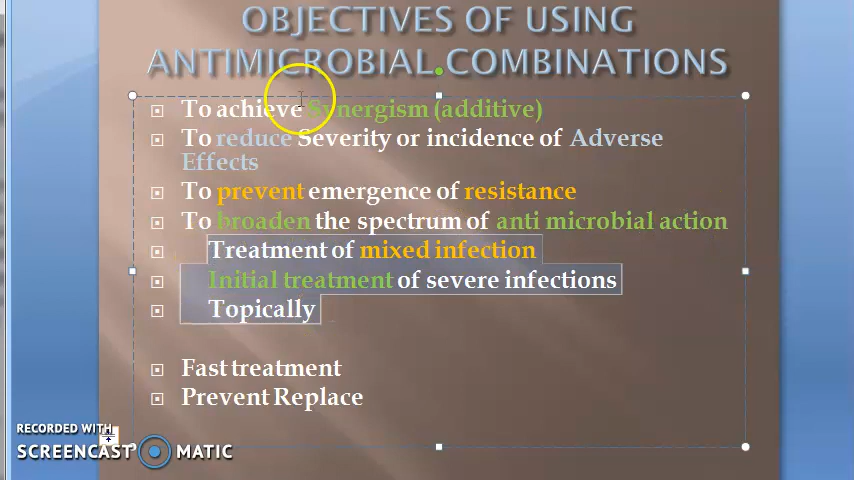 OBJECTIVES OF USING
ANTIMICROBIAL COMBINATIONS
To achieve Synergism (additive)
To reduce Severity or incidence of Adverse
Effects
To prevent emergence of resistance
To broaden the spectrum of anti microbial action
Treatment of mixed infection
Initial treatment of severe infections
Topically
Fast treatment
Prevent Replace
RECORDED WITH
SCREENCAST MATIC